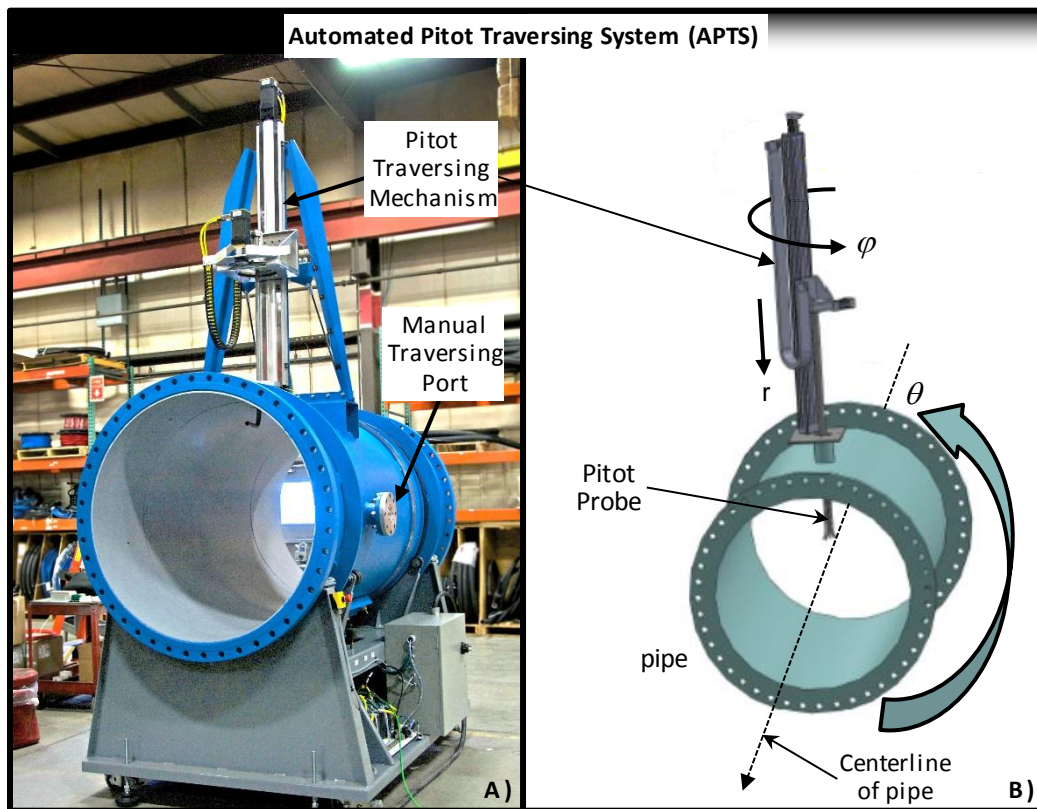 Automated Pitot Traversing System (APTS)
Pitot
Traversing
Mechanism
Manual
Traversing
Port
A)
φ
r
θ
Pitot
Probe
pipe
Centerline
of pipe
B)